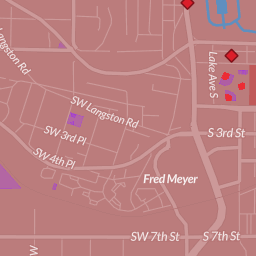 Langston Rd
Lake Ave S
SW Langston Rd
S 3rd St
SW 3rd Pl
SW 4th Pl
Fred Meyer
SW 7th St
S 7th St
W